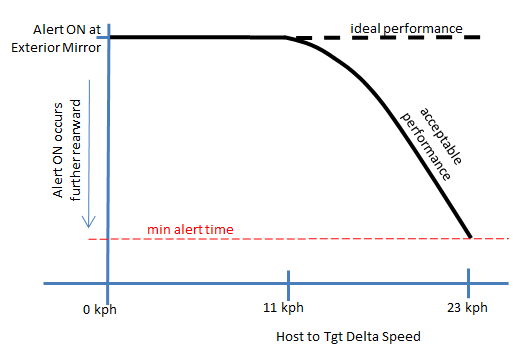 Alert ON at
Exterior Mirror
ideal performance
Alert ON occurs
further rearward
acceptable
performance
min alert time
0 kph
11 kph
23 kph
Host to Tgt Delta Speed